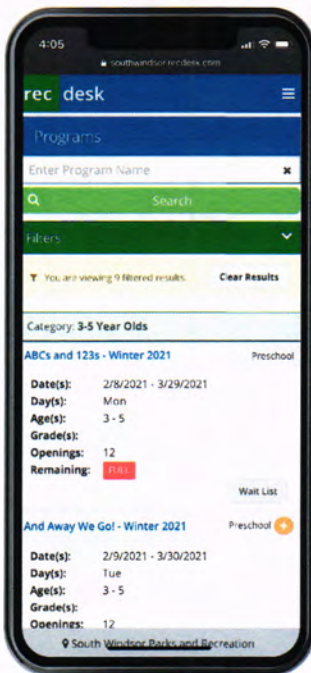 4:05
southwindsor.recdesk.com
rec desk
Programs
Enter Program Name ×
Search
Filters
You are viewing 9 filtered results. Clear Results
Category: 3-5 Year Olds
ABCs and 123s - Winter 2021 Preschool
Date(s): 2/8/2021 - 3/29/2021
Day(s): Mon
Age(s): 3 - 5
Grade(s):
Openings: 12
Remaining: FULL
Wait List
And Away We Go! - Winter 2021 Preschool +
Date(s): 2/9/2021 - 3/30/2021
Day(s): Tue
Age(s): 3 - 5
Grade(s):
Openings: 12
South Windsor Parks and Recreation